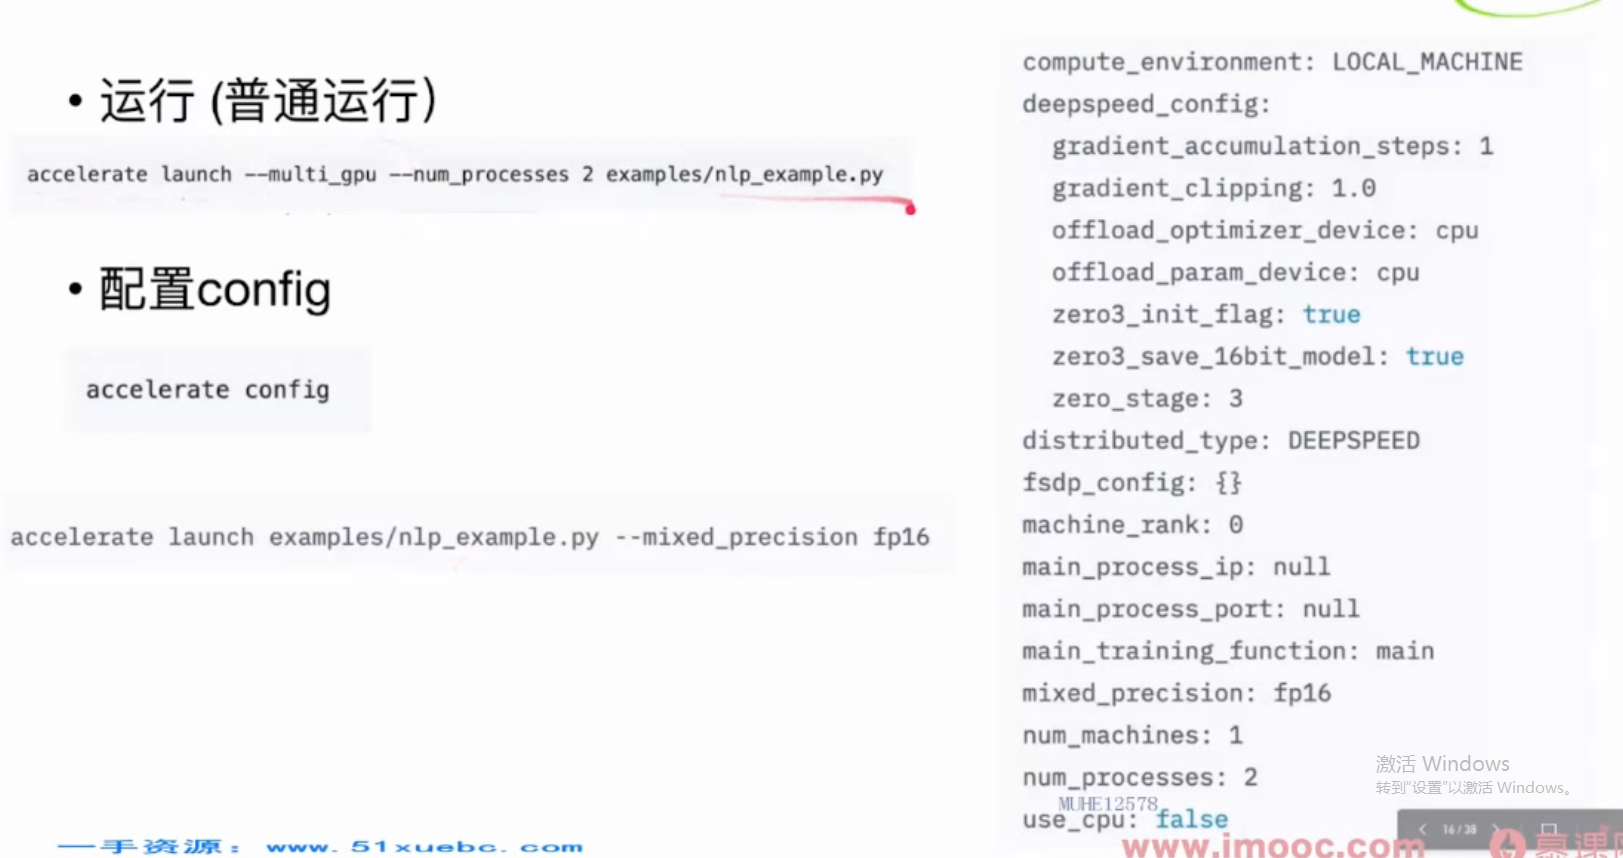 • 运行 (普通运行）
accelerate launch --multi_gpu --num_processes 2 examples/nlp_example.py
• 配置config
accelerate config
accelerate launch examples/nlp_example.py --mixed_precision fp16
compute_environment: LOCAL_MACHINE
deepspeed_config:
gradient_accumulation_steps: 1
gradient_clipping: 1.0
offload_optimizer_device: cpu
offload_param_device: cpu
zero3_init_flag: true
zero3_save_16bit_model: true
zero_stage: 3
distributed_type: DEEPSPEED
fsdp_config: {}
machine_rank: 0
main_process_ip: null
main_process_port: null
main_training_function: main
mixed_precision: fp16
num_machines: 1
num_processes: 2
use_cpu: false
MUHE12578
激活 Windows
转到"设置"以激活 Windows。
16/38
一手资源：www.51xuebc.com
www.imooc.com
慕课网